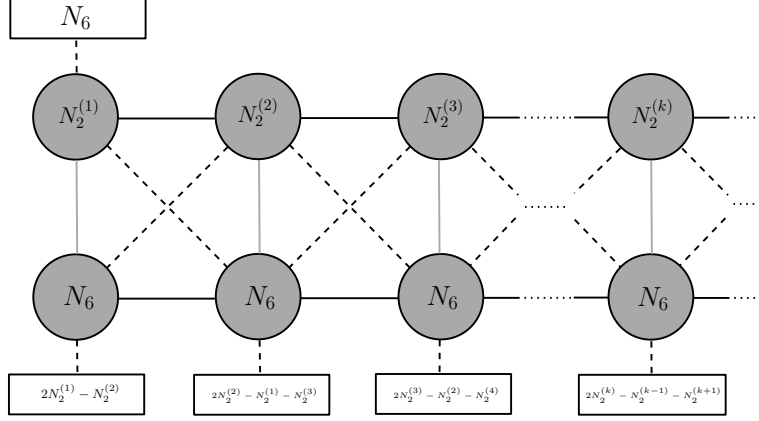 N_6
N_2^{(1)} N_2^{(2)} N_2^{(3)} N_2^{(k)}
N_6 N_6 N_6 N_6
2N_2^{(1)} − N_2^{(2)} 2N_2^{(2)} − N_2^{(1)} − N_2^{(3)} 2N_2^{(3)} − N_2^{(2)} − N_2^{(4)} 2N_2^{(k)} − N_2^{(k−1)} − N_2^{(k+1)}